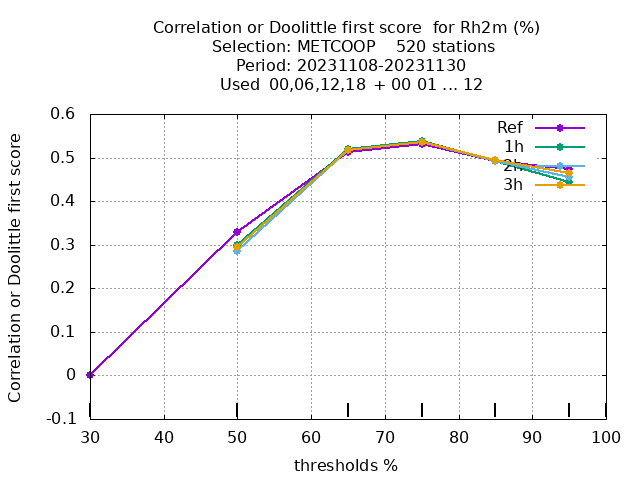 Correlation or Doolittle first score  for Rh2m (%)
Selection: METCOOP    520 stations
Period: 20231108-20231130
Used  00,06,12,18  + 00 01 ... 12
Correlation or Doolittle first score
0.6
0.5
0.4
0.3
0.2
0.1
0
-0.1
Ref
1h
2h
3h
30 40 50 60 70 80 90 100
thresholds %